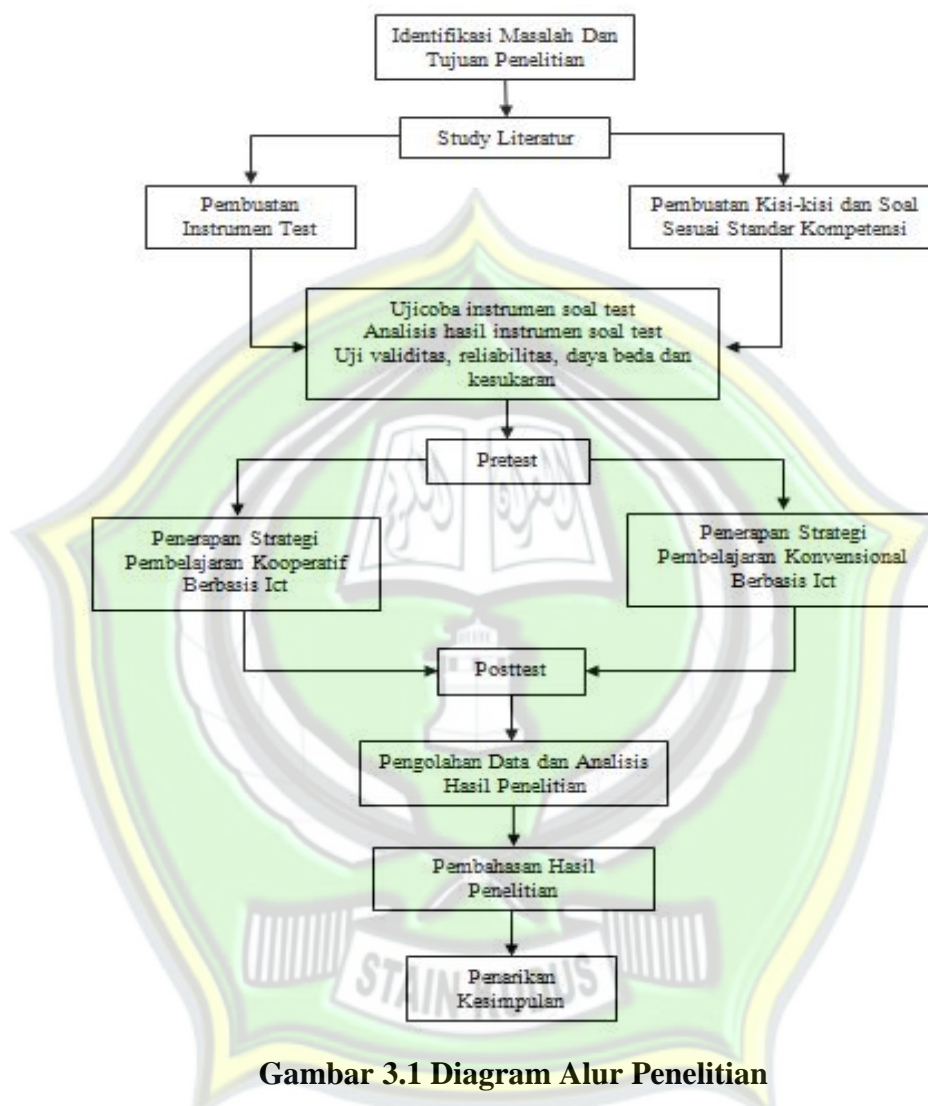 Identifikasi Masalah Dan
Tujuan Penelitian
Study Literatur
Pembuatan
Instrumen Test
Pembuatan Kisi-kisi dan Soal
Sesuai Standar Kompetensi
Ujicoba instrumen soal test
Analisis hasil instrumen soal test
Uji validitas, reliabilitas, daya beda dan
kesukaran
Pretest
Penerapan Strategi
Pembelajaran Kooperatif
Berbasis Ict
Penerapan Strategi
Pembelajaran Konvensional
Berbasis Ict
Posttest
Pengolahan Data dan Analisis
Hasil Penelitian
Pembahasan Hasil
Penelitian
Penarikan
Kesimpulan
STAIN KUDUS
Gambar 3.1 Diagram Alur Penelitian